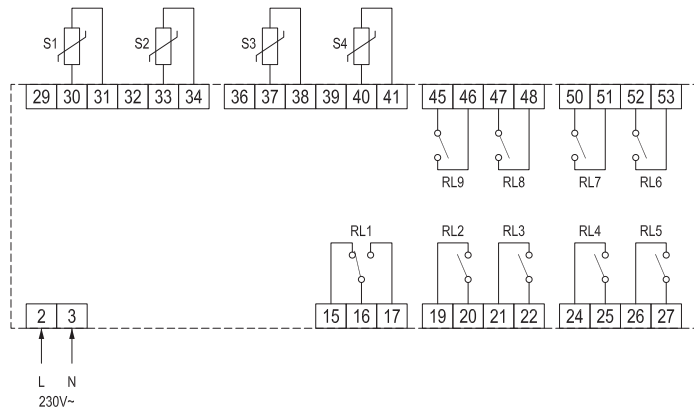 S1 S2 S3 S4
29 30 31 32 33 34 36 37 38 39 40 41 45 46 47 48 50 51 52 53
RL9 RL8 RL7 RL6
RL1 RL2 RL3 RL4 RL5
2 3 15 16 17 19 20 21 22 24 25 26 27
L N
230V~